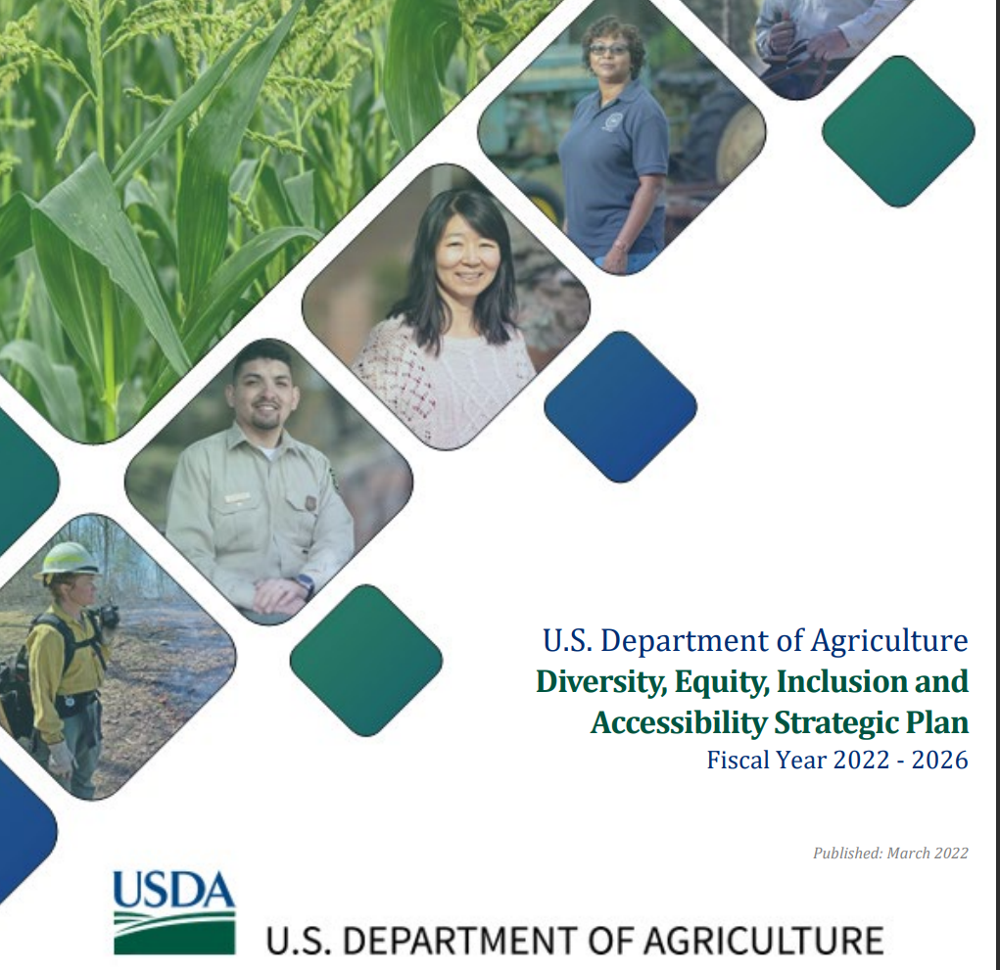 U.S. Department of Agriculture
Diversity, Equity, Inclusion and
Accessibility Strategic Plan
Fiscal Year 2022 - 2026
Published: March 2022
USDA
U.S. DEPARTMENT OF AGRICULTURE